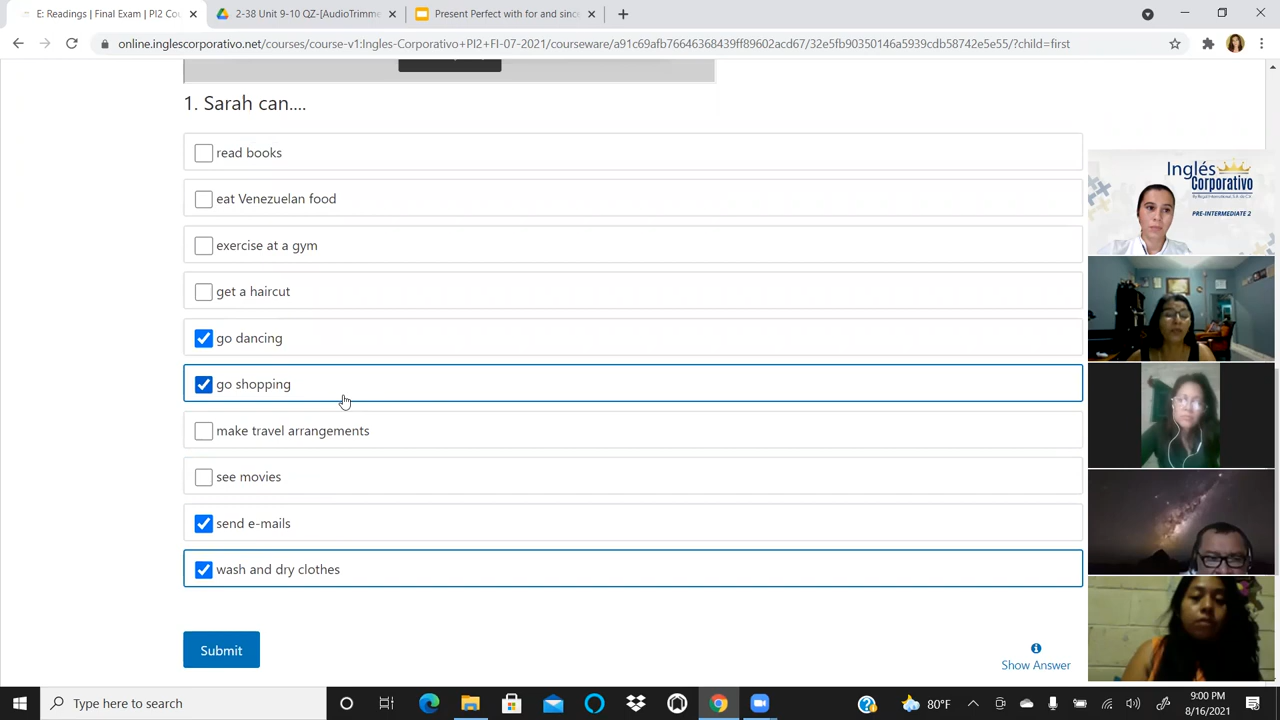 E: Readings | Final Exam | PI2 Cou
2-38 Unit 9-10 QZ-[AudioTrimme
Present Perfect with for and since
online.inglescorporativo.net/courses/course-v1:Ingles-Corporativo+PI2+FI-V-2021/courseware/a91c69afb76646368439ff89602acd67/32e5fb90350146a5939cdb58742e5e55/?child=first
1. Sarah can....
read books
eat Venezuelan food
exercise at a gym
get a haircut
go dancing
go shopping
make travel arrangements
see movies
send e-mails
wash and dry clothes
Submit
Show Answer
Inglés
Corporativo
PRE-INTERMEDIATE 2
Type here to search
80°F
9:00 PM
8/16/2021